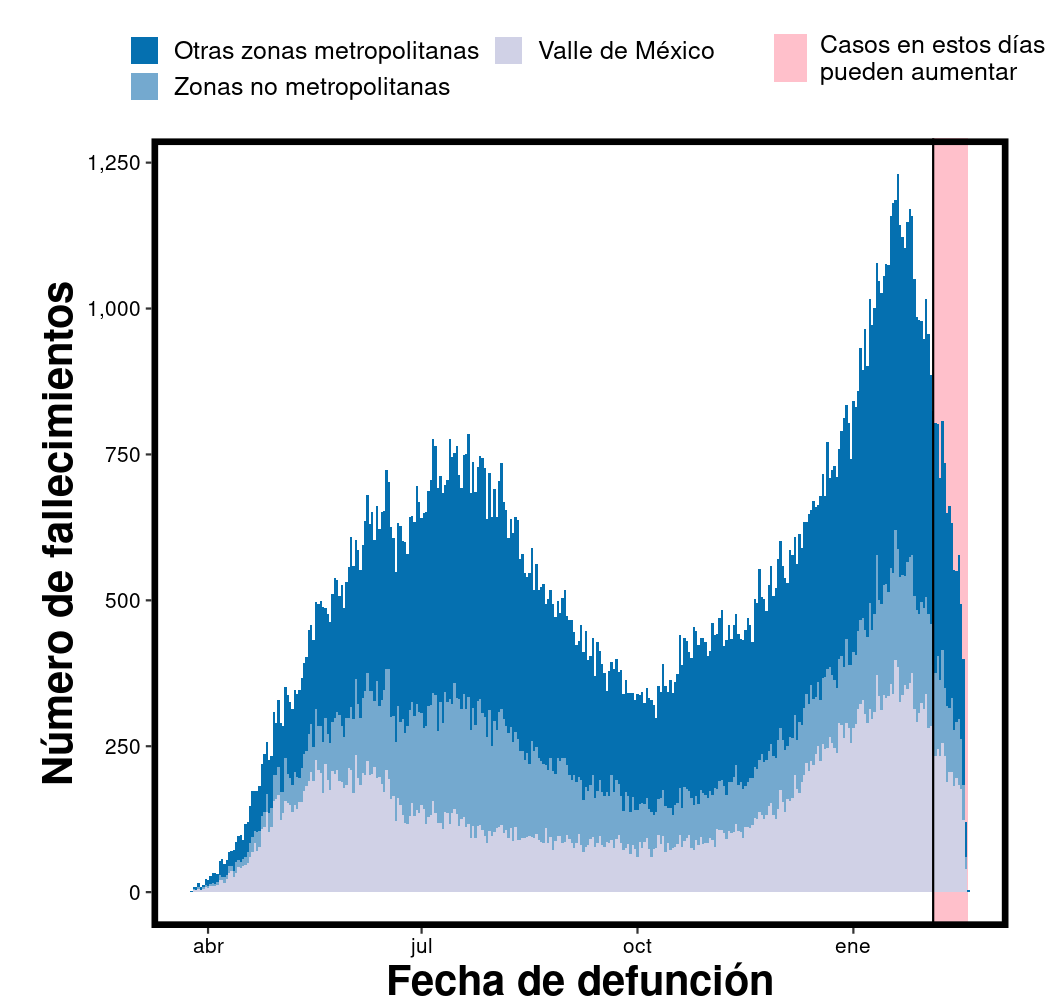 Otras zonas metropolitanas
Zonas no metropolitanas
Valle de México
Casos en estos días
pueden aumentar
Número de fallecimientos
1,250
1,000
750
500
250
0
abr
jul
oct
ene
Fecha de defunción